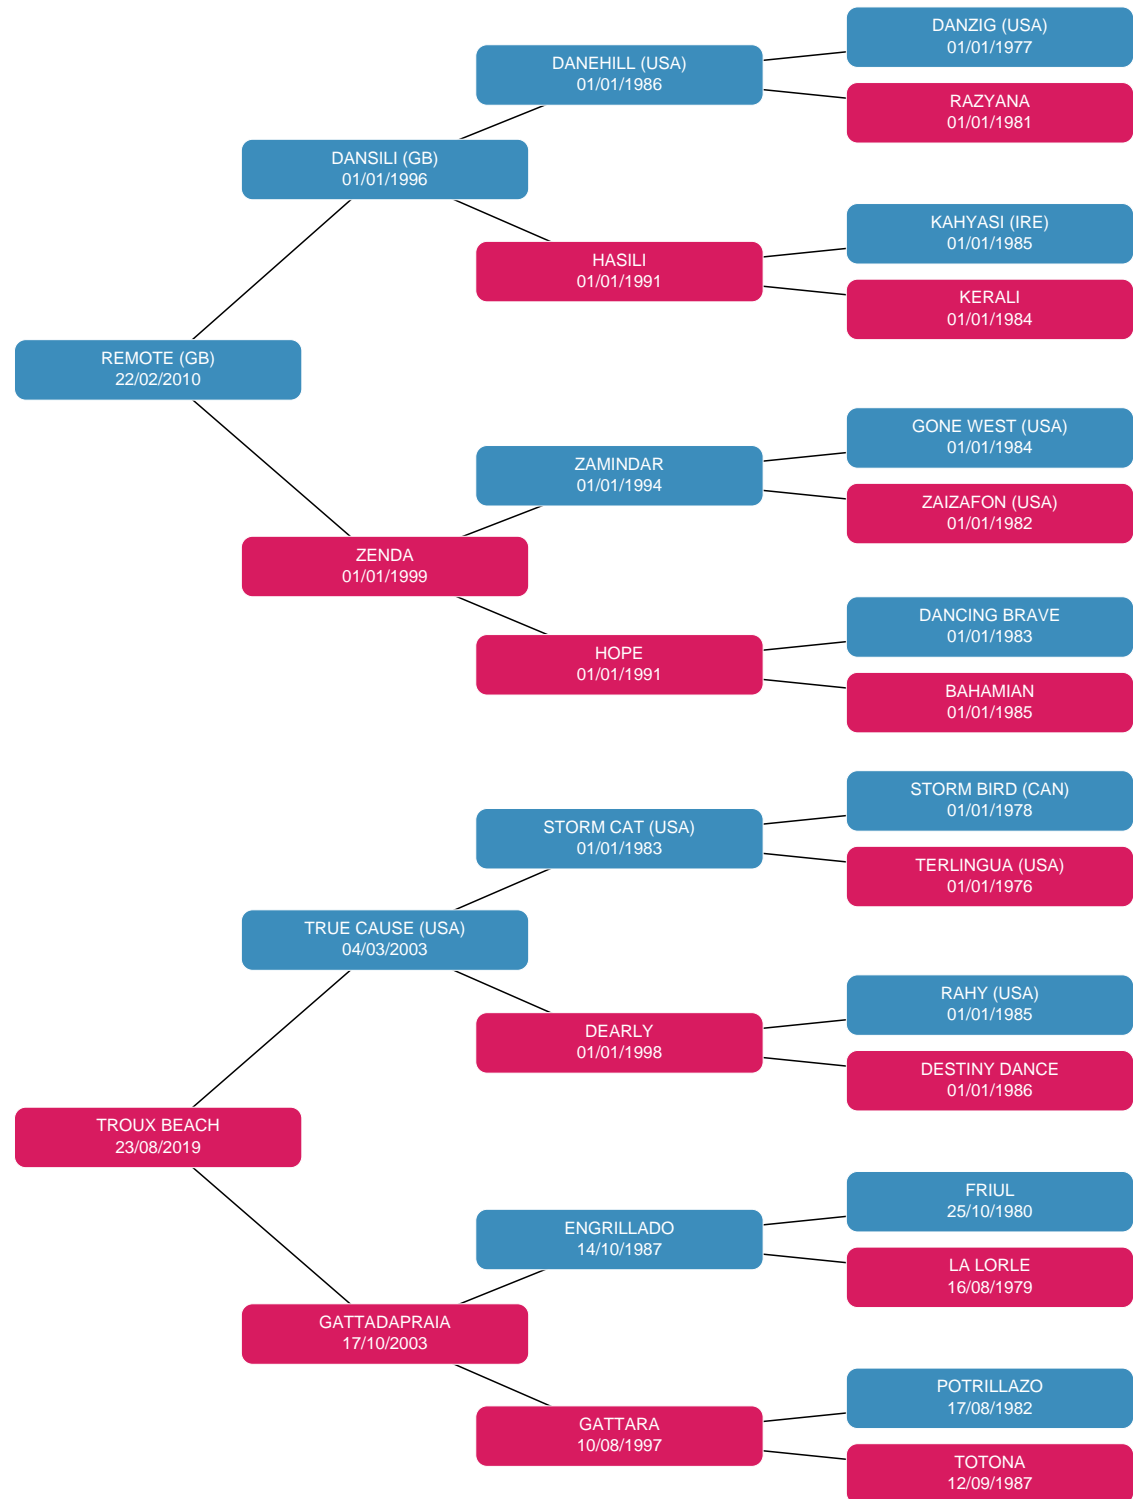 DANZIG (USA)
01/01/1977
DANEHILL (USA)
01/01/1986
RAZYANA
01/01/1981
DANSILI (GB)
01/01/1996
KAHYASI (IRE)
01/01/1985
HASILI
01/01/1991
KERALI
01/01/1984
REMOTE (GB)
22/02/2010
GONE WEST (USA)
01/01/1984
ZAMINDAR
01/01/1994
ZAIZAFON (USA)
01/01/1982
ZENDA
01/01/1999
DANCING BRAVE
01/01/1983
HOPE
01/01/1991
BAHAMIAN
01/01/1985
STORM BIRD (CAN)
01/01/1978
STORM CAT (USA)
01/01/1983
TERLINGUA (USA)
01/01/1976
TRUE CAUSE (USA)
04/03/2003
RAHY (USA)
01/01/1985
DEARLY
01/01/1998
DESTINY DANCE
01/01/1986
TROUX BEACH
23/08/2019
FRIUL
25/10/1980
ENGRILLADO
14/10/1987
LA LORLE
16/08/1979
GATTADAPRAIA
17/10/2003
POTRILLAZO
17/08/1982
GATTARA
10/08/1997
TOTONA
12/09/1987